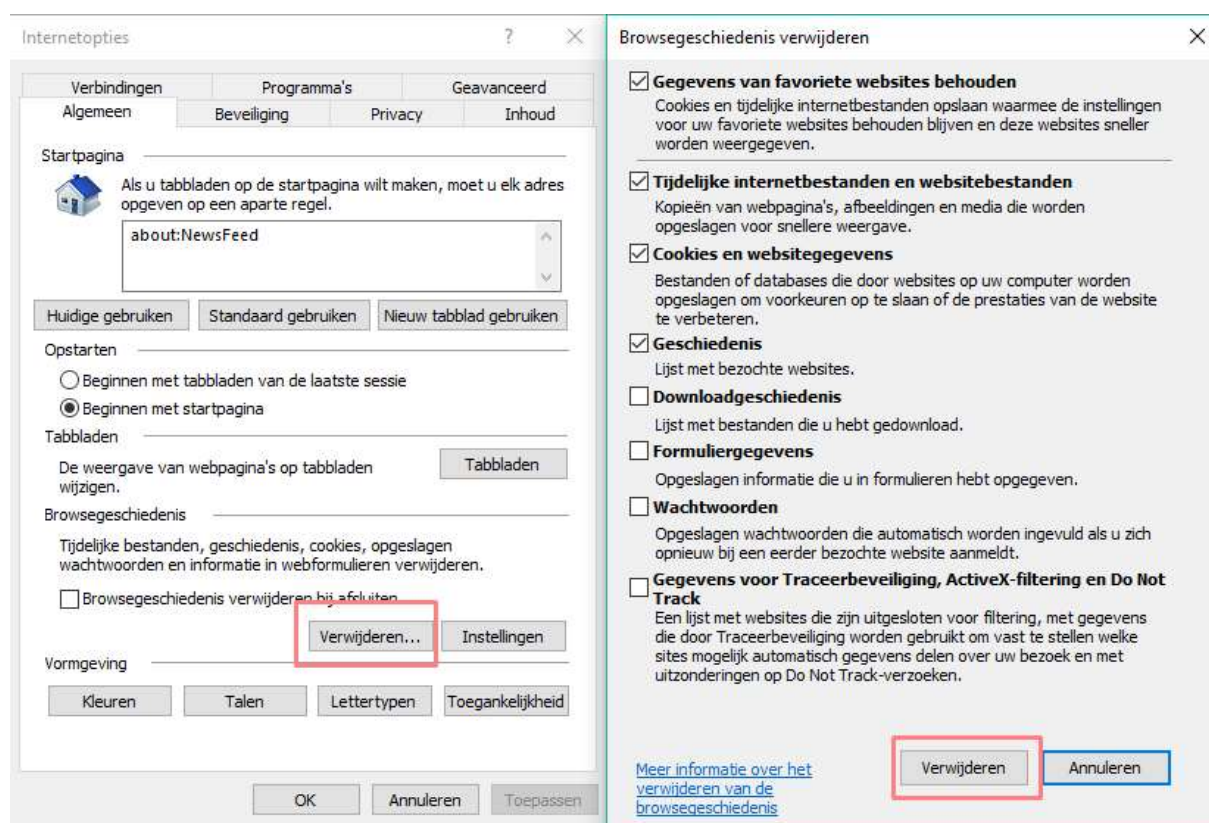 Internetopties
?
Verbindingen
Programma's
Geavanceerd
Algemeen
Beveiliging
Privacy
Inhoud
Startpagina
Als u tabbladen op de startpagina wilt maken, moet u elk adres
opgeven op een aparte regel.
about:NewsFeed
Huidige gebruiken
Standaard gebruiken
Nieuw tabblad gebruiken
Opstarten
Beginnen met tabbladen van de laatste sessie
Beginnen met startpagina
Tabbladen
De weergave van webpagina's op tabbladen
wijzigen.
Tabbladen
Browsegeschiedenis
Tijdelijke bestanden, geschiedenis, cookies, opgeslagen
wachtwoorden en informatie in webformulieren verwijderen.
Browsegeschiedenis verwijderen bij afsluiten
Verwijderen...
Instellingen
Vormgeving
Kleuren
Talen
Lettertypen
Toegankelijkheid
OK
Annuleren
Toepassen
Browsegeschiedenis verwijderen
Gegevens van favoriete websites behouden
Cookies en tijdelijke internetbestanden opslaan waarmee de instellingen
voor uw favoriete websites behouden blijven en deze websites sneller
worden weergegeven.
Tijdelijke internetbestanden en websitebestanden
Kopieën van webpagina's, afbeeldingen en media die worden
opgeslagen voor snellere weergave.
Cookies en websitegegevens
Bestanden of databases die door websites op uw computer worden
opgeslagen om voorkeuren op te slaan of de prestaties van de website
te verbeteren.
Geschiedenis
Lijst met bezochte websites.
Downloadgeschiedenis
Lijst met bestanden die u hebt gedownload.
Formuliergegevens
Opgeslagen informatie die u in formulieren hebt opgegeven.
Wachtwoorden
Opgeslagen wachtwoorden die automatisch worden ingevuld als u zich
opnieuw bij een eerder bezochte website aanmeldt.
Gegevens voor Traceerbeveiliging, ActiveX-filtering en Do Not
Track
Een lijst met websites die zijn uitgesloten voor filtering, met gegevens
die door Traceerbeveiliging worden gebruikt om vast te stellen welke
sites mogelijk automatisch gegevens delen over uw bezoek en met
uitzonderingen op Do Not Track-verzoeken.
Meer informatie over het
verwijderen van de
browsegeschiedenis
Verwijderen
Annuleren